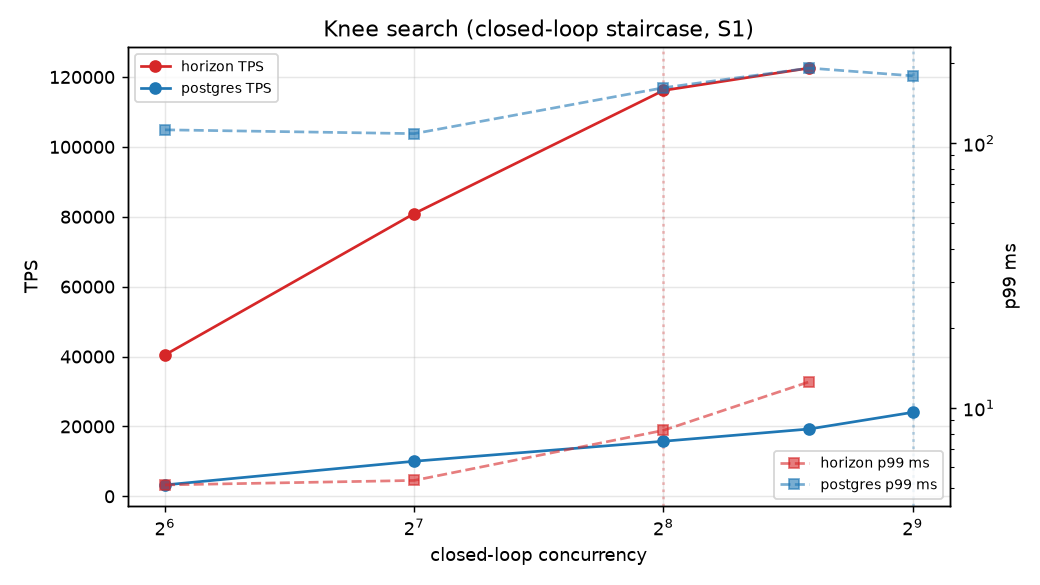 Knee search (closed-loop staircase, S1)
horizon TPS
postgres TPS
120000
100000
80000
60000
40000
20000
0
TPS
10²
10¹
p99 ms
horizon p99 ms
postgres p99 ms
2⁶
2⁷
2⁸
2⁹
closed-loop concurrency